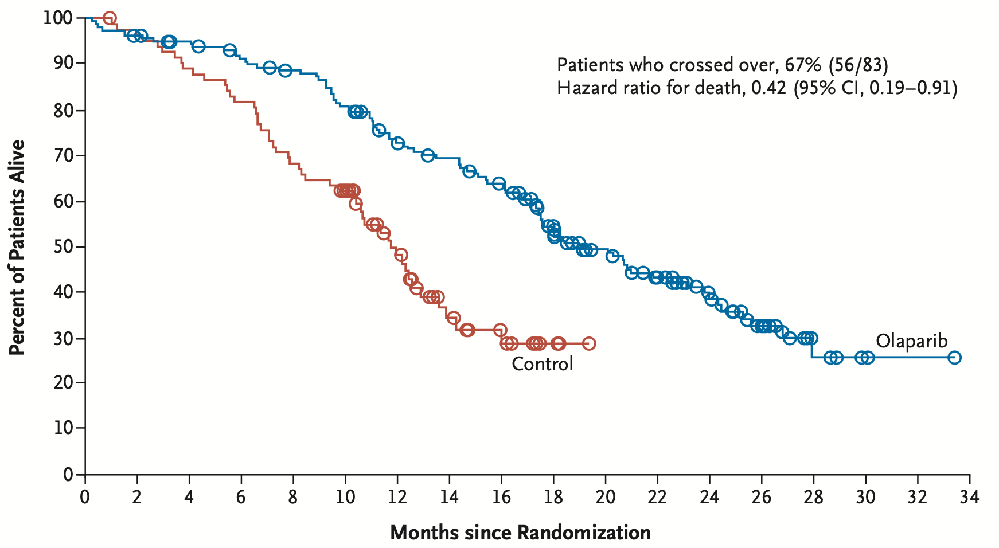 100
90
80
70
60
50
40
30
20
10
0
Percent of Patients Alive
Patients who crossed over, 67% (56/83)
Hazard ratio for death, 0.42 (95% CI, 0.19–0.91)
Olaparib
Control
0 2 4 6 8 10 12 14 16 18 20 22 24 26 28 30 32 34
Months since Randomization